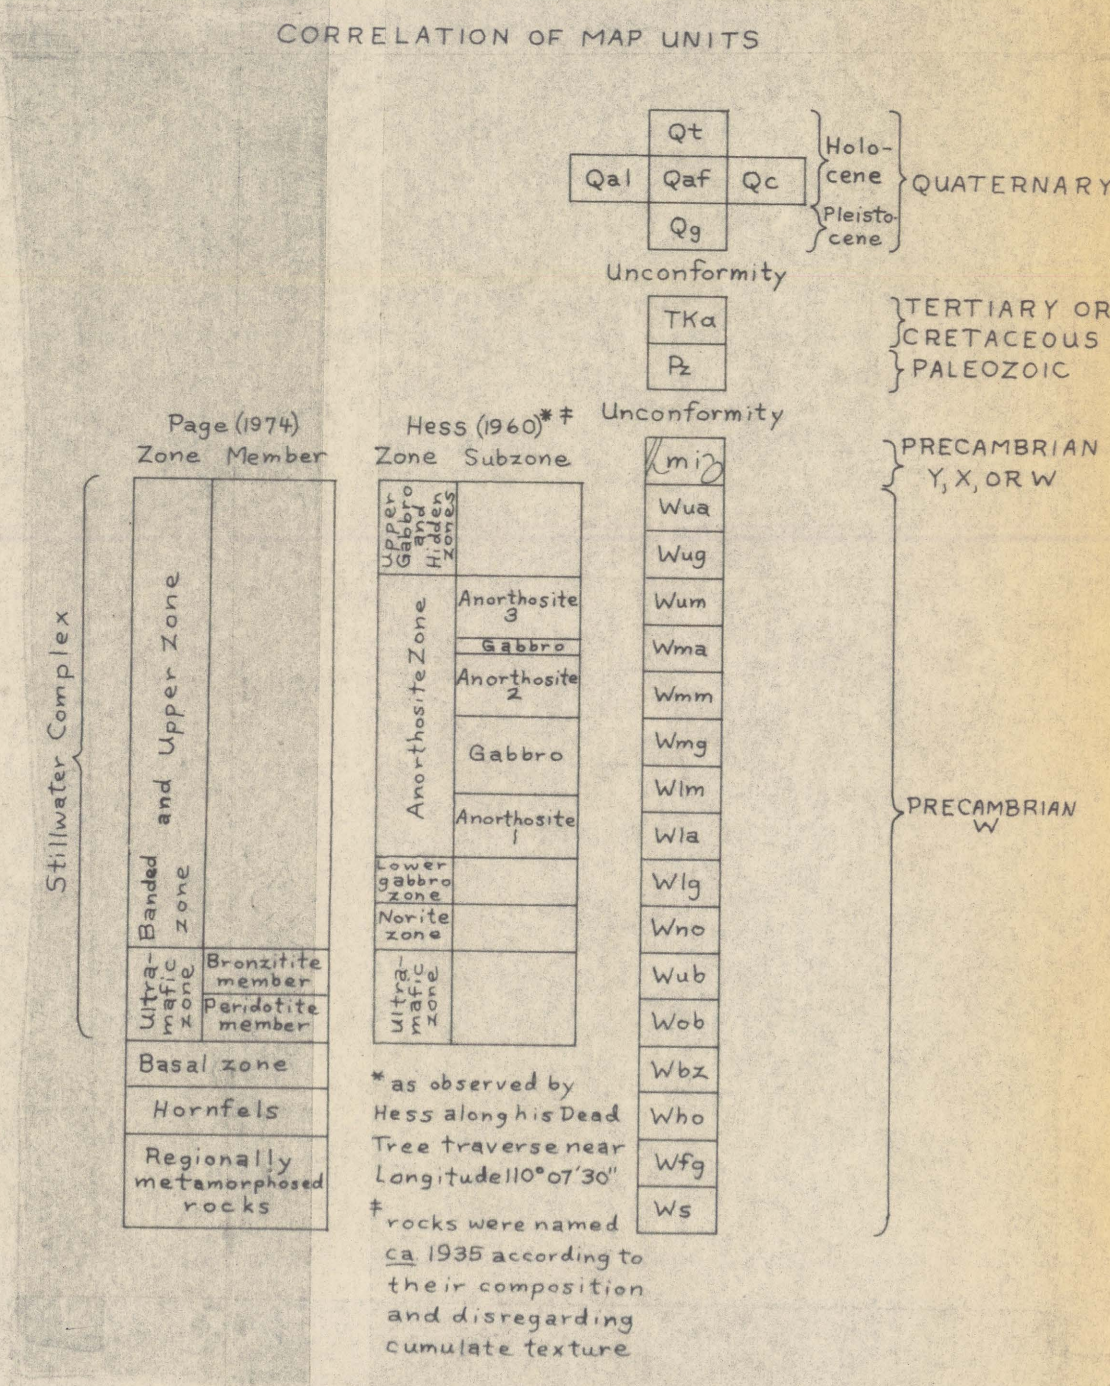 CORRELATION OF MAP UNITS
Qt
Qal Qaf Qc
Qg
Holo-
cene
Pleisto-
cene
QUATERNARY
Unconformity
TKa
Pz
TERTIARY OR
CRETACEOUS
PALEOZOIC
Unconformity
Page (1974)
Zone Member
Hess (1960)*‡
Zone Subzone
PRECAMBRIAN
Y, X, OR W
Stillwater Complex
Banded and Upper Zone
zone
Ultra-
mafic
zone
Bronzitite
member
Peridotite
member
Basal zone
Hornfels
Regionally
metamorphosed
rocks
Upper
Gabbro
and
Hidden
zones
Anorthosite Zone
Anorthosite
3
Gabbro
Anorthosite
2
Gabbro
Anorthosite
1
Lower
gabbro
zone
Norite
zone
Ultra-
mafic
zone
*as observed by
Hess along his Dead
Tree traverse near
Longitude 110°07'30"
‡
rocks were named
ca. 1935 according to
their composition
and disregarding
cumulate texture
Wua
Wug
Wum
Wma
Wmm
Wmg
Wlm
Wla
Wlg
Wno
Wub
Wob
Wbz
Who
Wfg
Ws
PRECAMBRIAN
W